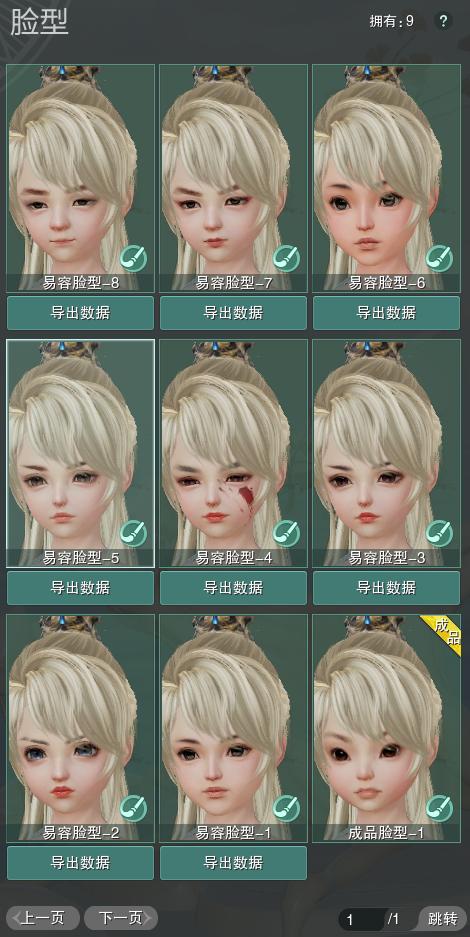 脸型
拥有:9 ?
易容脸型-8 易容脸型-7 易容脸型-6
导出数据 导出数据 导出数据
易容脸型-5 易容脸型-4 易容脸型-3
导出数据 导出数据 导出数据
成品
易容脸型-2 易容脸型-1 成品脸型-1
导出数据 导出数据
上一页 下一页 1 /1 跳转